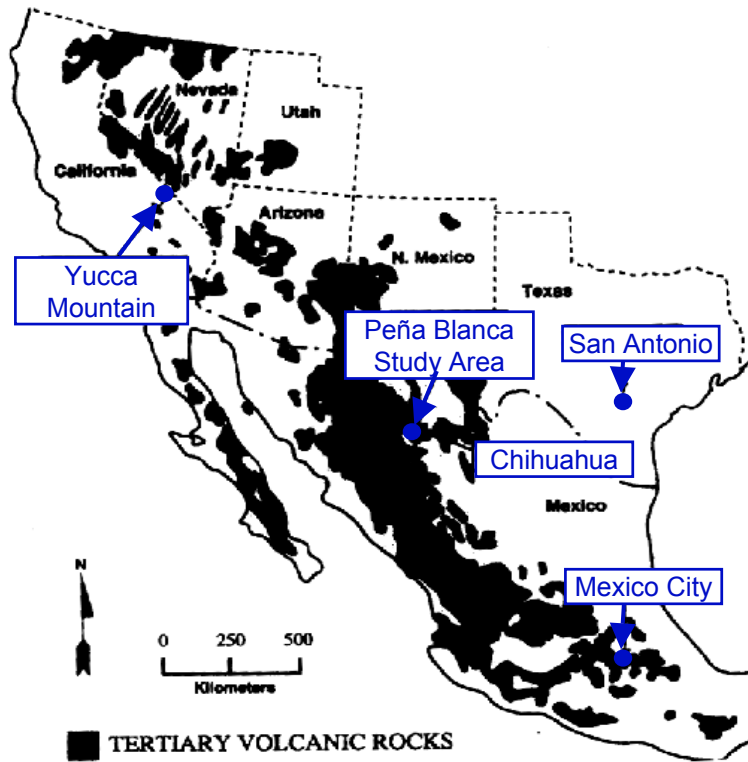 Nevada
Utah
California
Arizona
N. Mexico
Texas
Yucca
Mountain
Peña Blanca
Study Area
San Antonio
Chihuahua
Mexico
Mexico City
N
0 250 500
Kilometers
TERTIARY VOLCANIC ROCKS